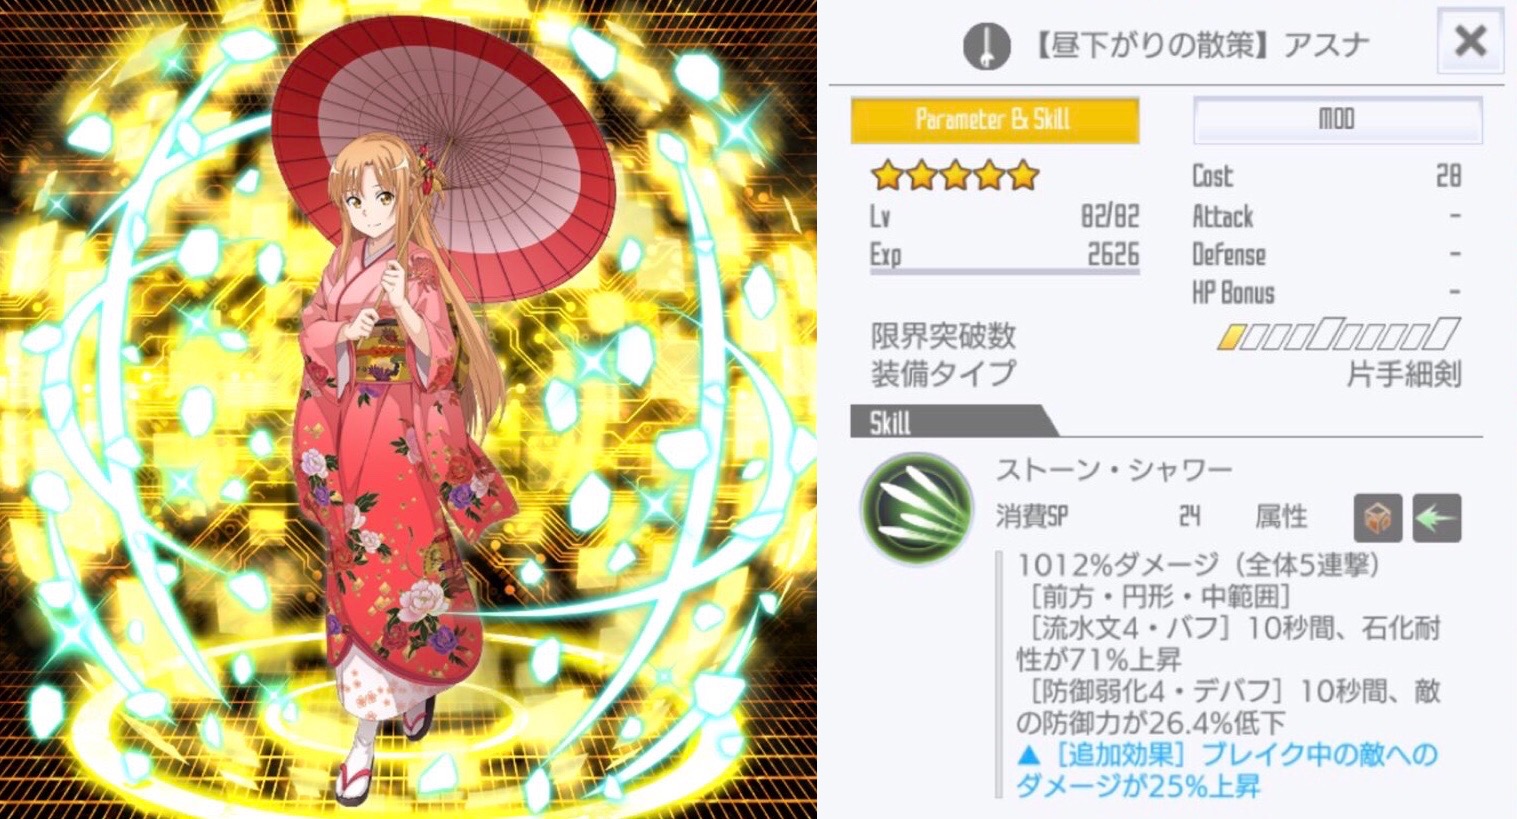 【昼下がりの散策】アスナ
Parameter & Skill
MOD
Cost 28
Lv 82/82
Attack -
Exp 2626
Defense -
HP Bonus -
限界突破数
装備タイプ 片手細剣
Skill
ストーン・シャワー
消費SP 24 属性
1012%ダメージ（全体5連撃）
［前方・円形・中範囲］
［流水文4・バフ］10秒間、石化耐
性が71%上昇
［防御弱化4・デバフ］10秒間、敵
の防御力が26.4%低下
▲［追加効果］ブレイク中の敵への
ダメージが25%上昇